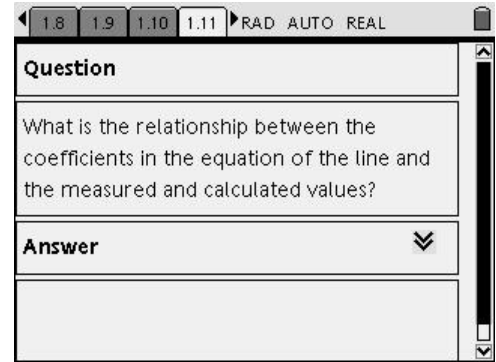 1.8 1.9 1.10 1.11 RAD AUTO REAL
Question
What is the relationship between the
coefficients in the equation of the line and
the measured and calculated values?
Answer